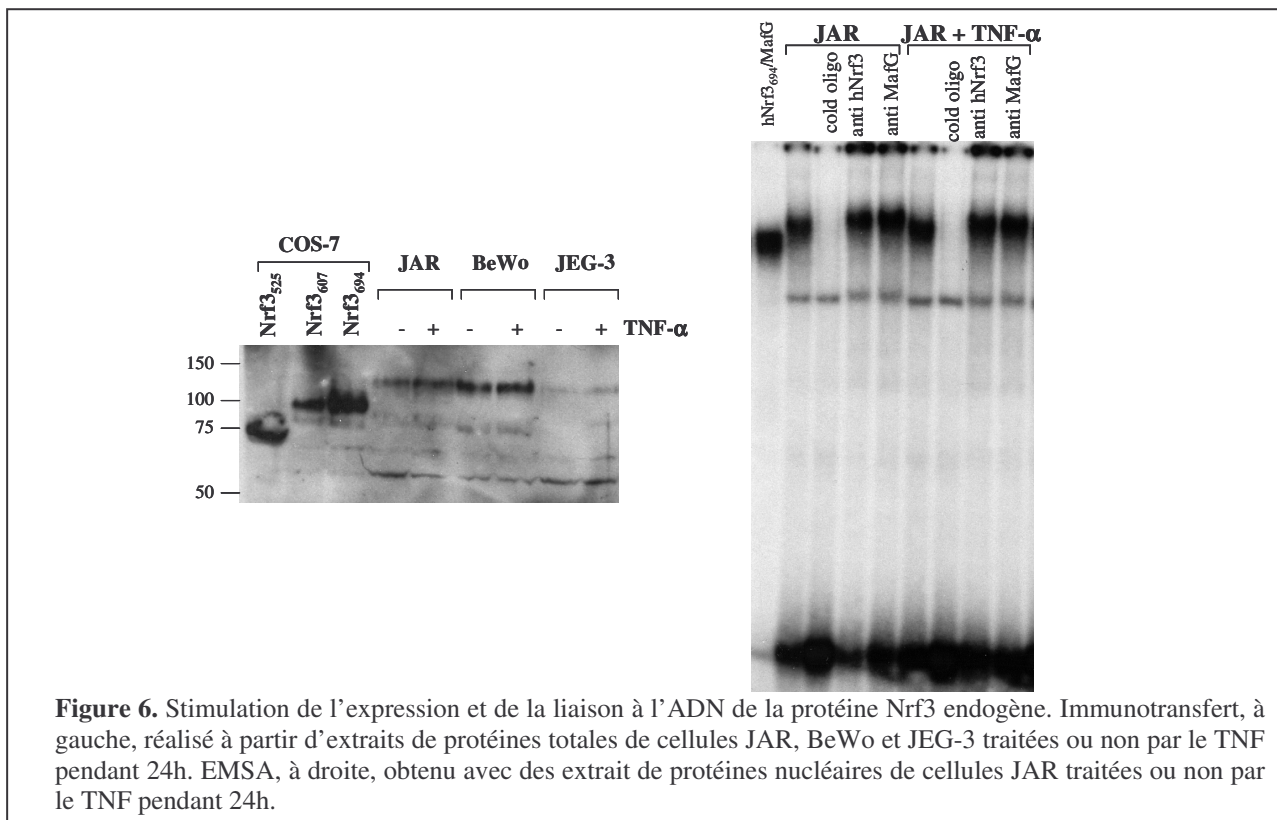 COS-7
JAR
BeWo
JEG-3
Nrf3525
Nrf3607
Nrf3694
- + - + - + TNF-α
150
100
75
50
JAR
JAR + TNF-α
hNrf3694/MafG
cold oligo
anti hNrf3
anti MafG
cold oligo
anti hNrf3
anti MafG
Figure 6. Stimulation de l’expression et de la liaison à l’ADN de la protéine Nrf3 endogène. Immunotransfert, à
gauche, réalisé à partir d’extraits de protéines totales de cellules JAR, BeWo et JEG-3 traitées ou non par le TNF
pendant 24h. EMSA, à droite, obtenu avec des extrait de protéines nucléaires de cellules JAR traitées ou non par
le TNF pendant 24h.